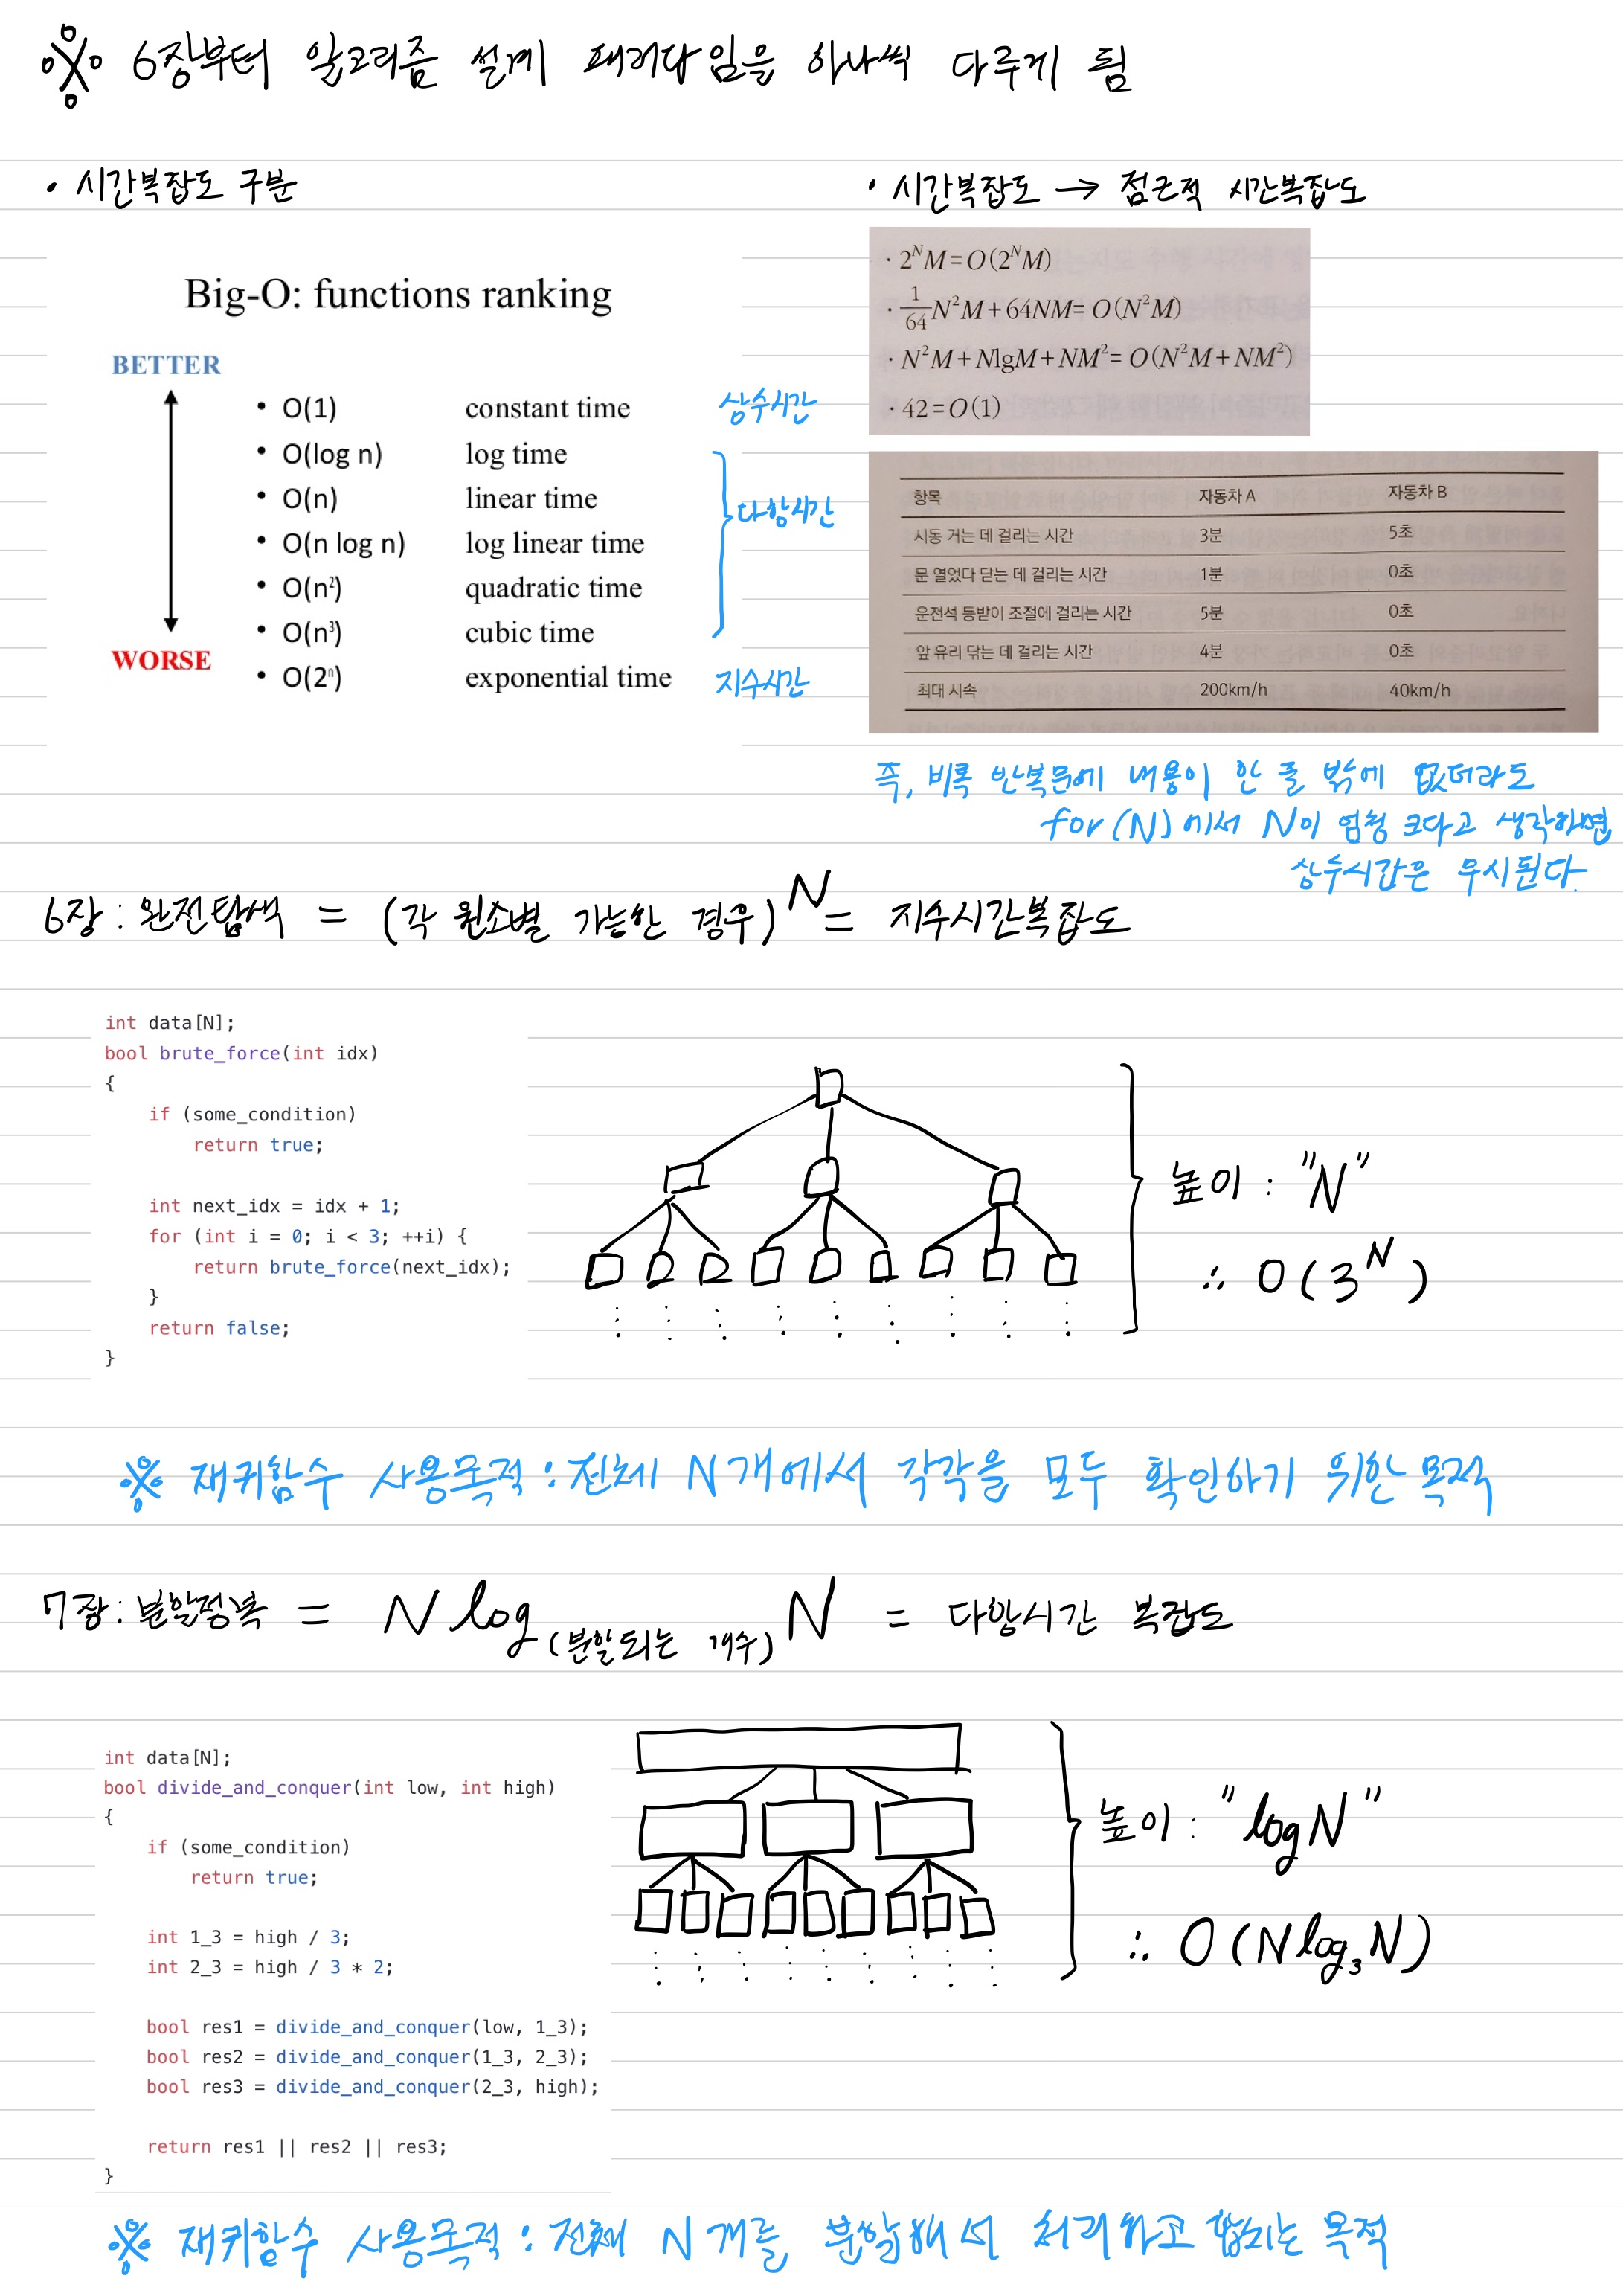 ※ 6장부터 알고리즘 설계 패러다임을 하나씩 다루게 됨
• 시간복잡도 구분
Big-O: functions ranking
BETTER
• O(1) constant time 상수시간
• O(log n) log time
• O(n) linear time 다항시간
• O(n log n) log linear time
• O(n²) quadratic time
• O(n³) cubic time
WORSE
• O(2ⁿ) exponential time 지수시간
• 시간복잡도 → 점근적 시간복잡도
· 2^N M = O(2^N M)
· 1/64 N²M + 64NM = O(N²M)
· N²M + NlgM + NM² = O(N²M + NM²)
· 42 = O(1)
항목 자동차 A 자동차 B
시동 거는 데 걸리는 시간 3분 5초
문 열었다 닫는 데 걸리는 시간 1분 0초
운전석 등받이 조절에 걸리는 시간 5분 0초
앞 유리 닦는 데 걸리는 시간 4분 0초
최대 시속 200km/h 40km/h
즉, 비록 반복문에 내용이 한 줄 밖에 없더라도
for (N) 에서 N이 엄청 크다고 생각하면
상수시간은 무시된다.
6장 : 완전탐색 = (각 원소별 가능한 경우)^N = 지수시간복잡도
int data[N];
bool brute_force(int idx)
{
if (some_condition)
return true;
int next_idx = idx + 1;
for (int i = 0; i < 3; ++i) {
return brute_force(next_idx);
}
return false;
}
높이 : "N"
∴ O(3^N)
※ 재귀함수 사용목적 : 전체 N개에서 각각을 모두 확인하기 위한 목적
7장 : 분할정복 = N log (분할되는 개수) N = 다항시간 복잡도
int data[N];
bool divide_and_conquer(int low, int high)
{
if (some_condition)
return true;
int 1_3 = high / 3;
int 2_3 = high / 3 * 2;
bool res1 = divide_and_conquer(low, 1_3);
bool res2 = divide_and_conquer(1_3, 2_3);
bool res3 = divide_and_conquer(2_3, high);
return res1 || res2 || res3;
}
높이 : "logN"
∴ O(Nlog₃N)
※ 재귀함수 사용목적 : 전체 N개를 분할해서 처리하고 합치는 목적